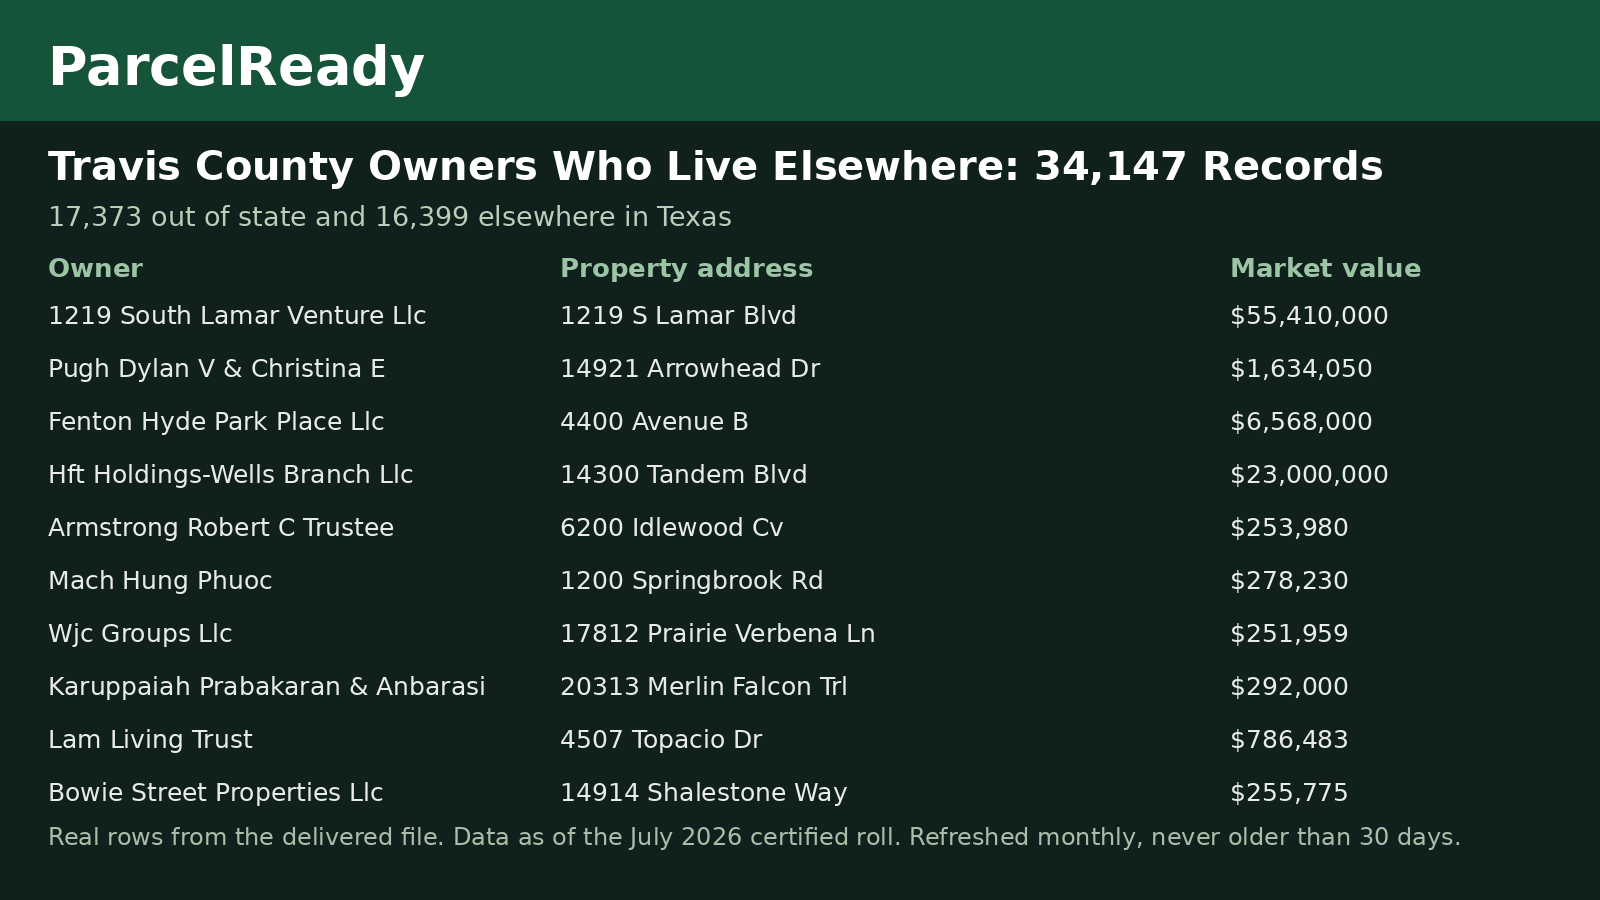 ParcelReady
Travis County Owners Who Live Elsewhere: 34,147 Records
17,373 out of state and 16,399 elsewhere in Texas
Owner Property address Market value
1219 South Lamar Venture Llc 1219 S Lamar Blvd $55,410,000
Pugh Dylan V & Christina E 14921 Arrowhead Dr $1,634,050
Fenton Hyde Park Place Llc 4400 Avenue B $6,568,000
Hft Holdings-Wells Branch Llc 14300 Tandem Blvd $23,000,000
Armstrong Robert C Trustee 6200 Idlewood Cv $253,980
Mach Hung Phuoc 1200 Springbrook Rd $278,230
Wjc Groups Llc 17812 Prairie Verbena Ln $251,959
Karuppaiah Prabakaran & Anbarasi 20313 Merlin Falcon Trl $292,000
Lam Living Trust 4507 Topacio Dr $786,483
Bowie Street Properties Llc 14914 Shalestone Way $255,775
Real rows from the delivered file. Data as of the July 2026 certified roll. Refreshed monthly, never older than 30 days.